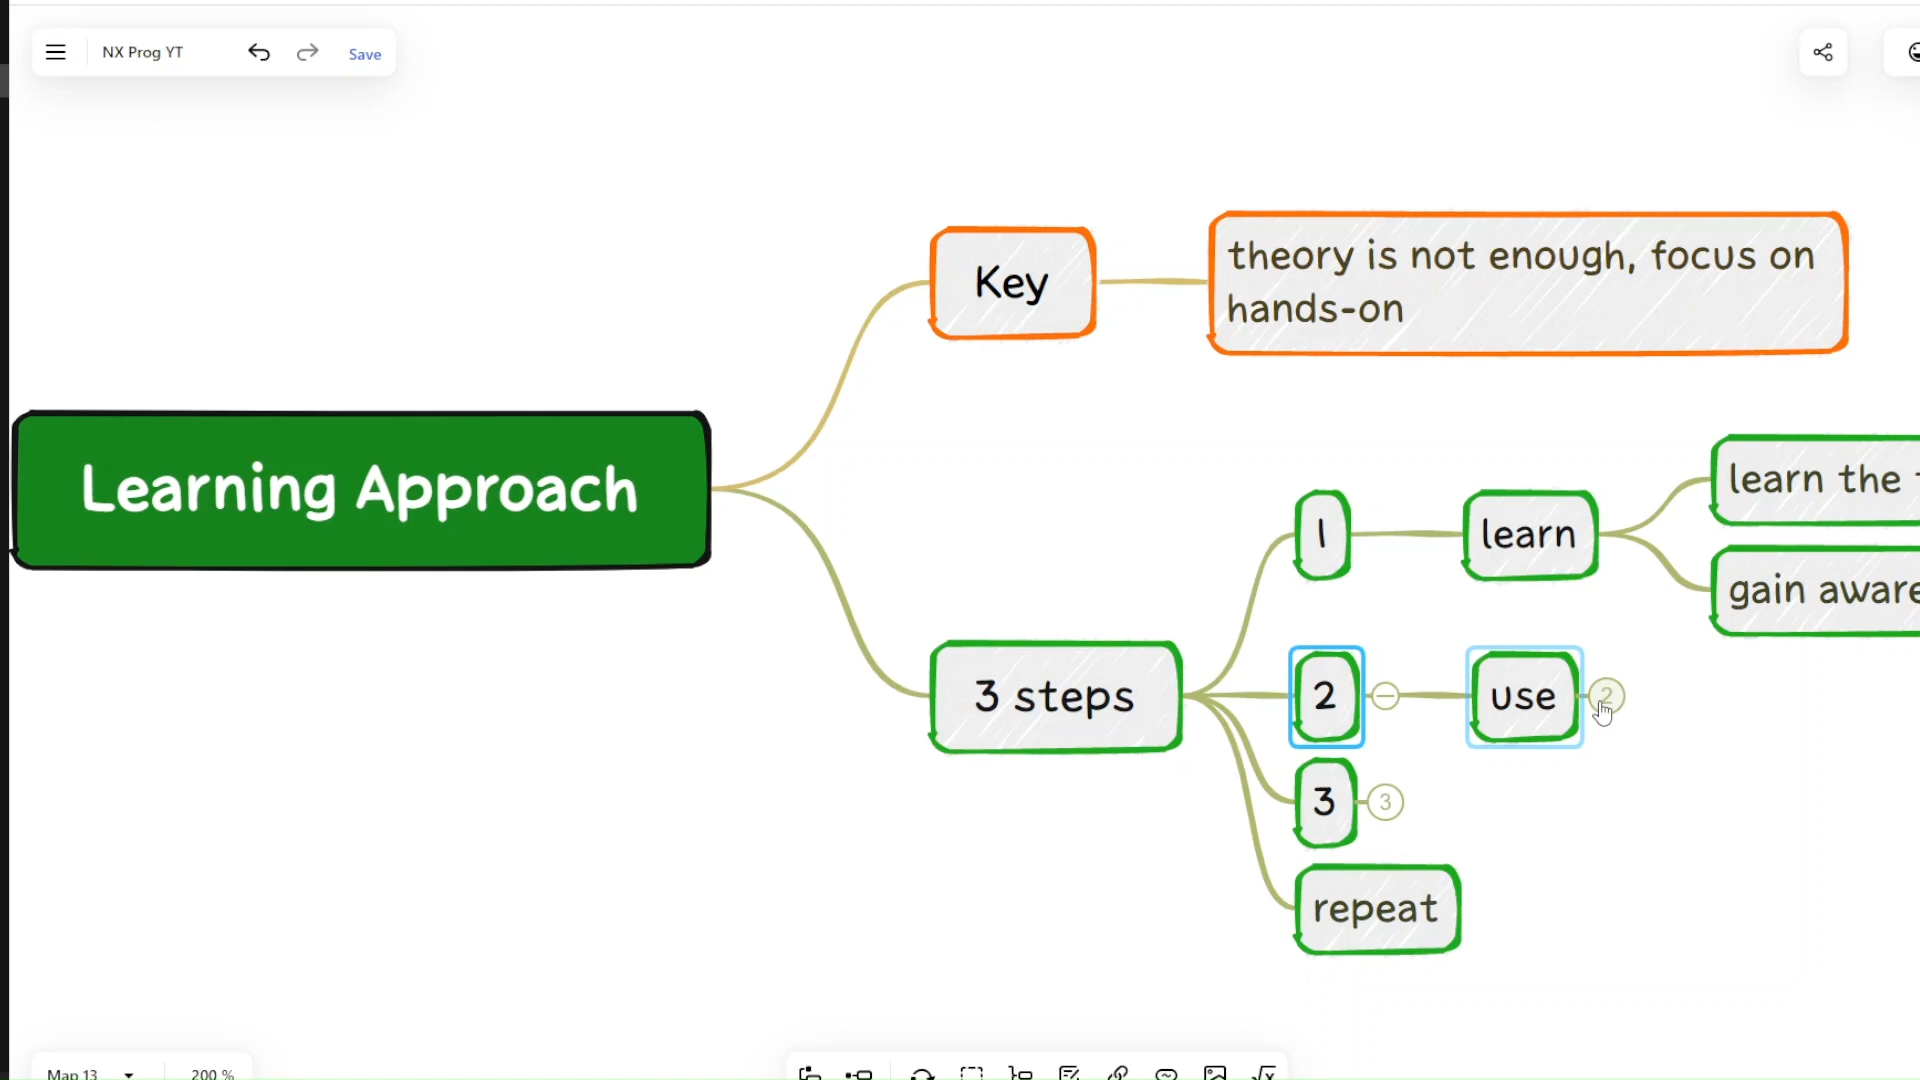 NX Prog YT
Save
Key
theory is not enough, focus on
hands-on
Learning Approach
learn the
1
learn
gain aware
3 steps
2
use
2
3
3
repeat
Map 13
200 %